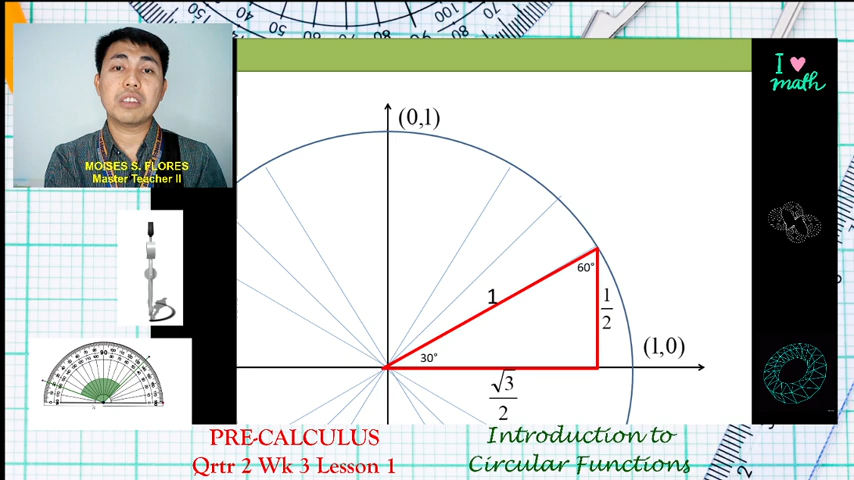 I
math
MOISES S. FLORES
Master Teacher II
(0,1)
60°
1
1
2
(1,0)
30°
√3
2
PRE-CALCULUS
Qrtr 2 Wk 3 Lesson 1
Introduction to
Circular Functions